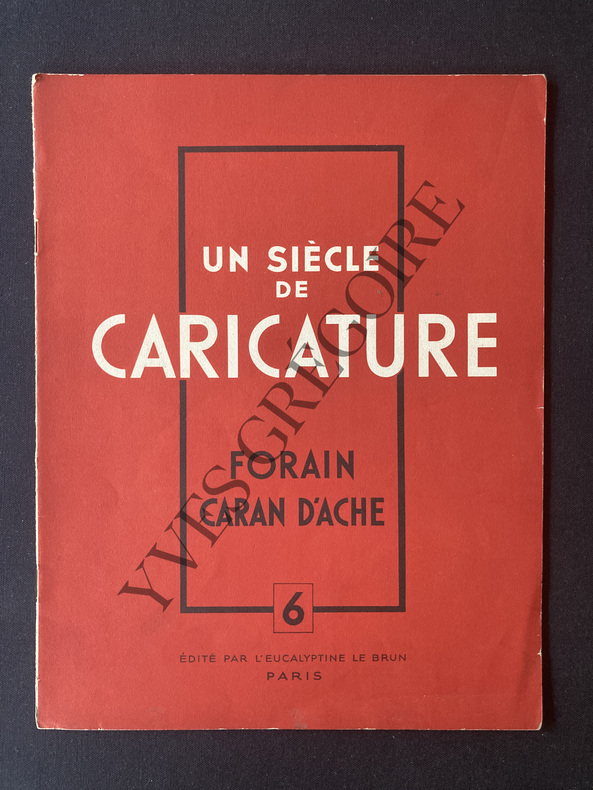 UN SIÈCLE
DE
CARICATURE
FORAIN
CARAN D'ACHE
6
ÉDITÉ PAR L'EUCALYPTINE LE BRUN
PARIS
YVES GRÉGOIRE